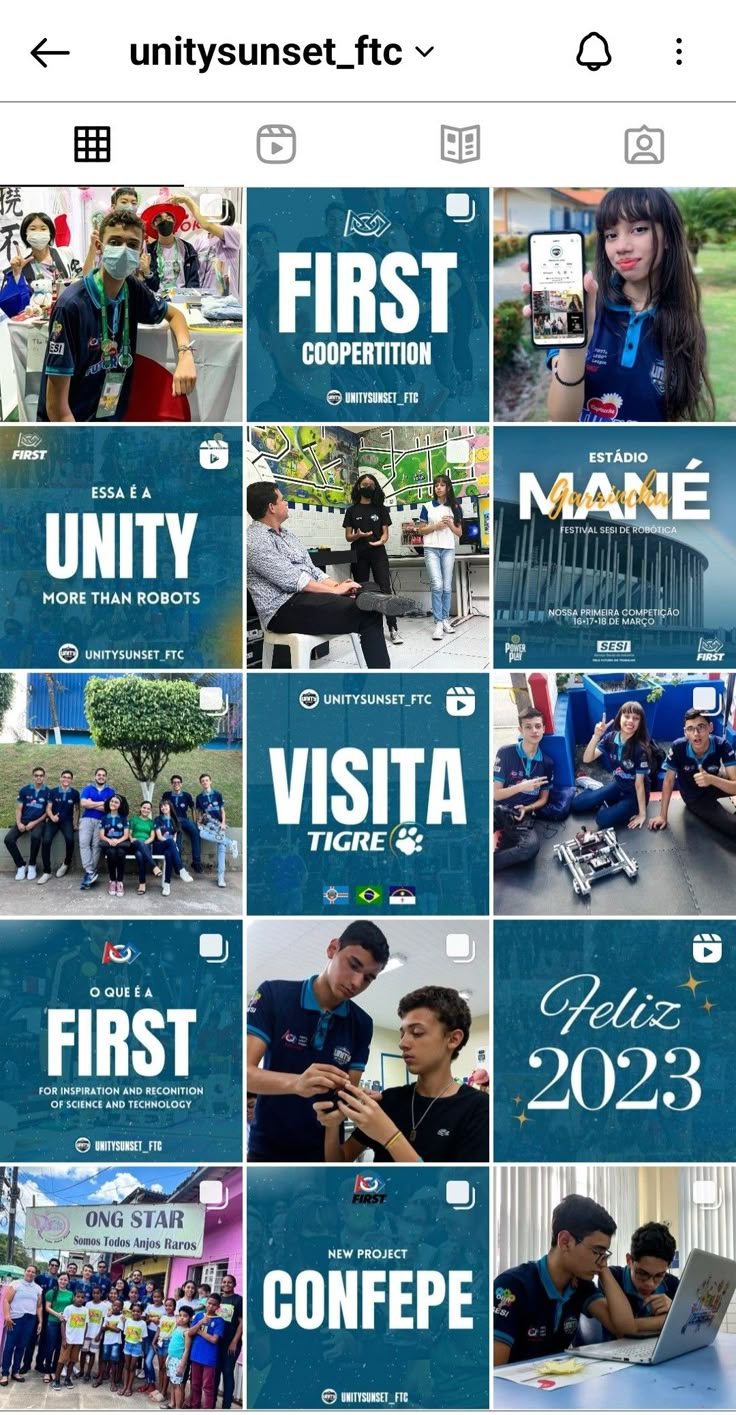 unitysunset_ftc
SESI
FIRST
COOPERTITION
UNITYSUNSET_FTC
FIRST
ESSA É A
UNITY
MORE THAN ROBOTS
UNITYSUNSET_FTC
ESTÁDIO
MANÉ
Garrincha
FESTIVAL SESI DE ROBÓTICA
NOSSA PRIMEIRA COMPETIÇÃO
16•17•18 DE MARÇO
POWER PLAY
SESI
FIRST
UNITYSUNSET_FTC
VISITA
TIGRE
O QUE É A
FIRST
FOR INSPIRATION AND RECONITION
OF SCIENCE AND TECHNOLOGY
UNITYSUNSET_FTC
Feliz
2023
ONG STAR
Somos Todos Anjos Raros
FIRST
NEW PROJECT
CONFEPE
UNITYSUNSET_FTC